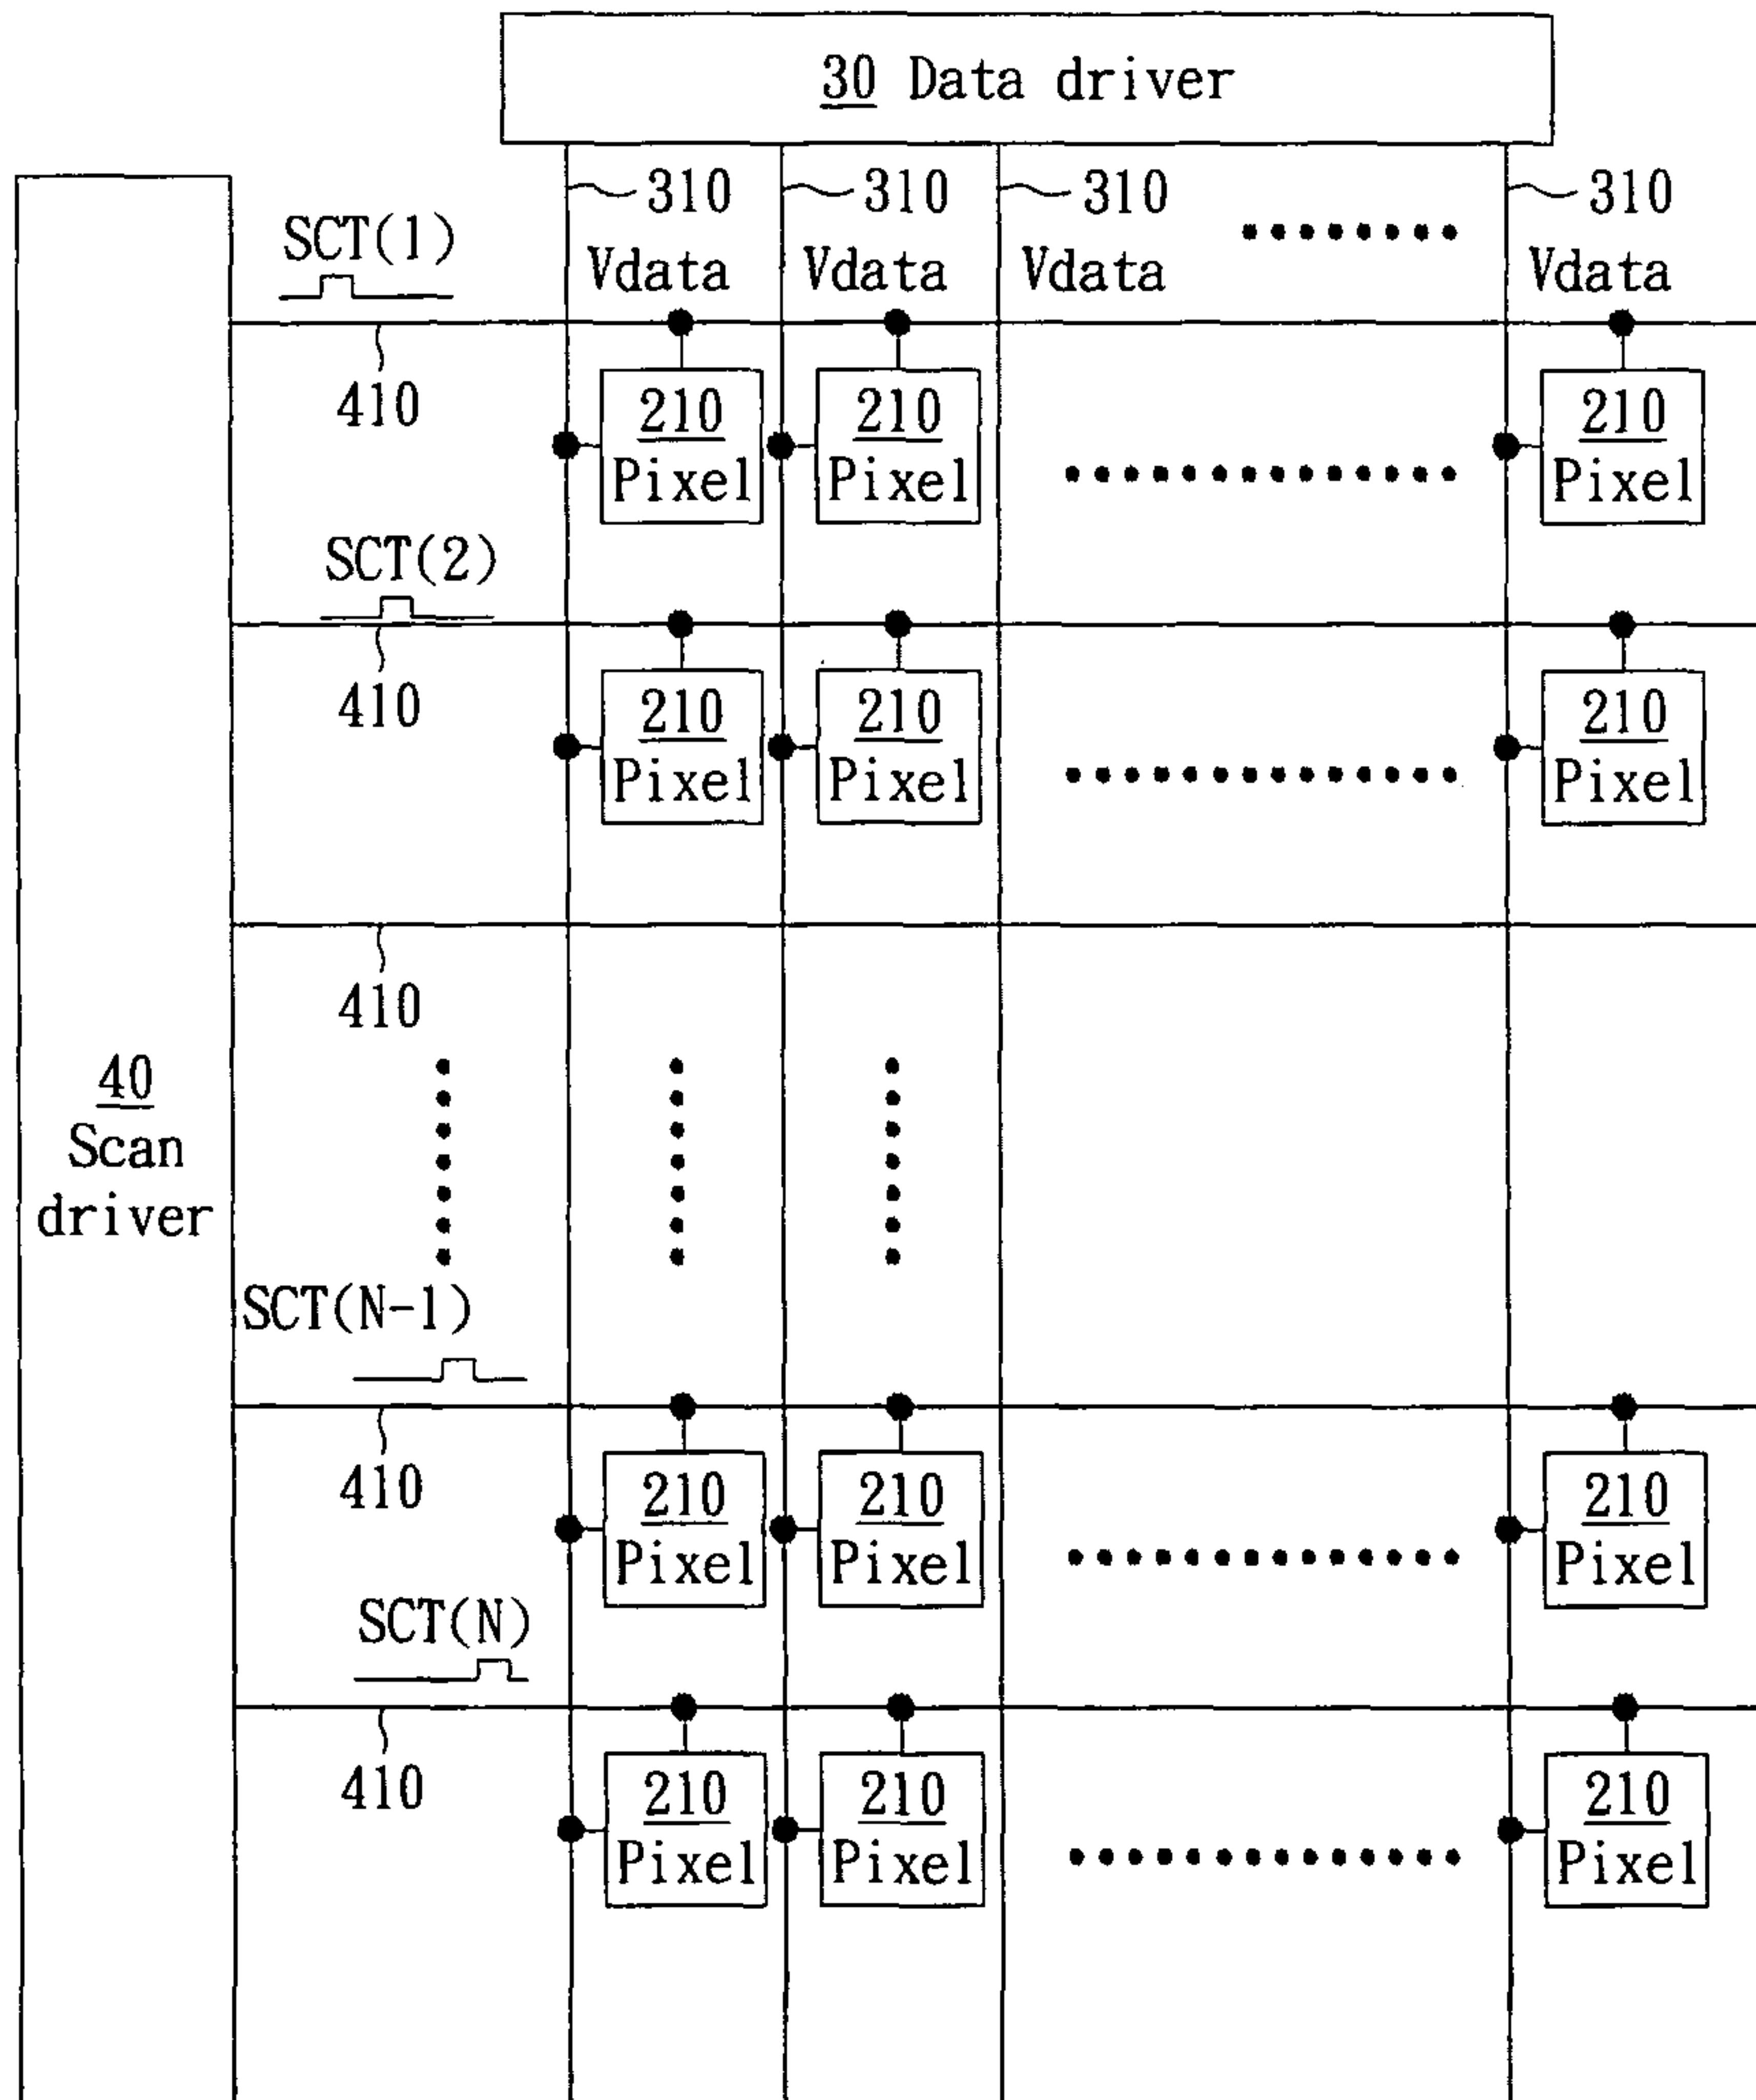 30 Data driver
310 310 310 310
SCT(1)
Vdata Vdata Vdata Vdata
410
210 210 210
Pixel Pixel Pixel
SCT(2)
410
210 210 210
Pixel Pixel Pixel
410
40
Scan
driver
SCT(N-1)
410
210 210 210
Pixel Pixel Pixel
SCT(N)
410
210 210 210
Pixel Pixel Pixel